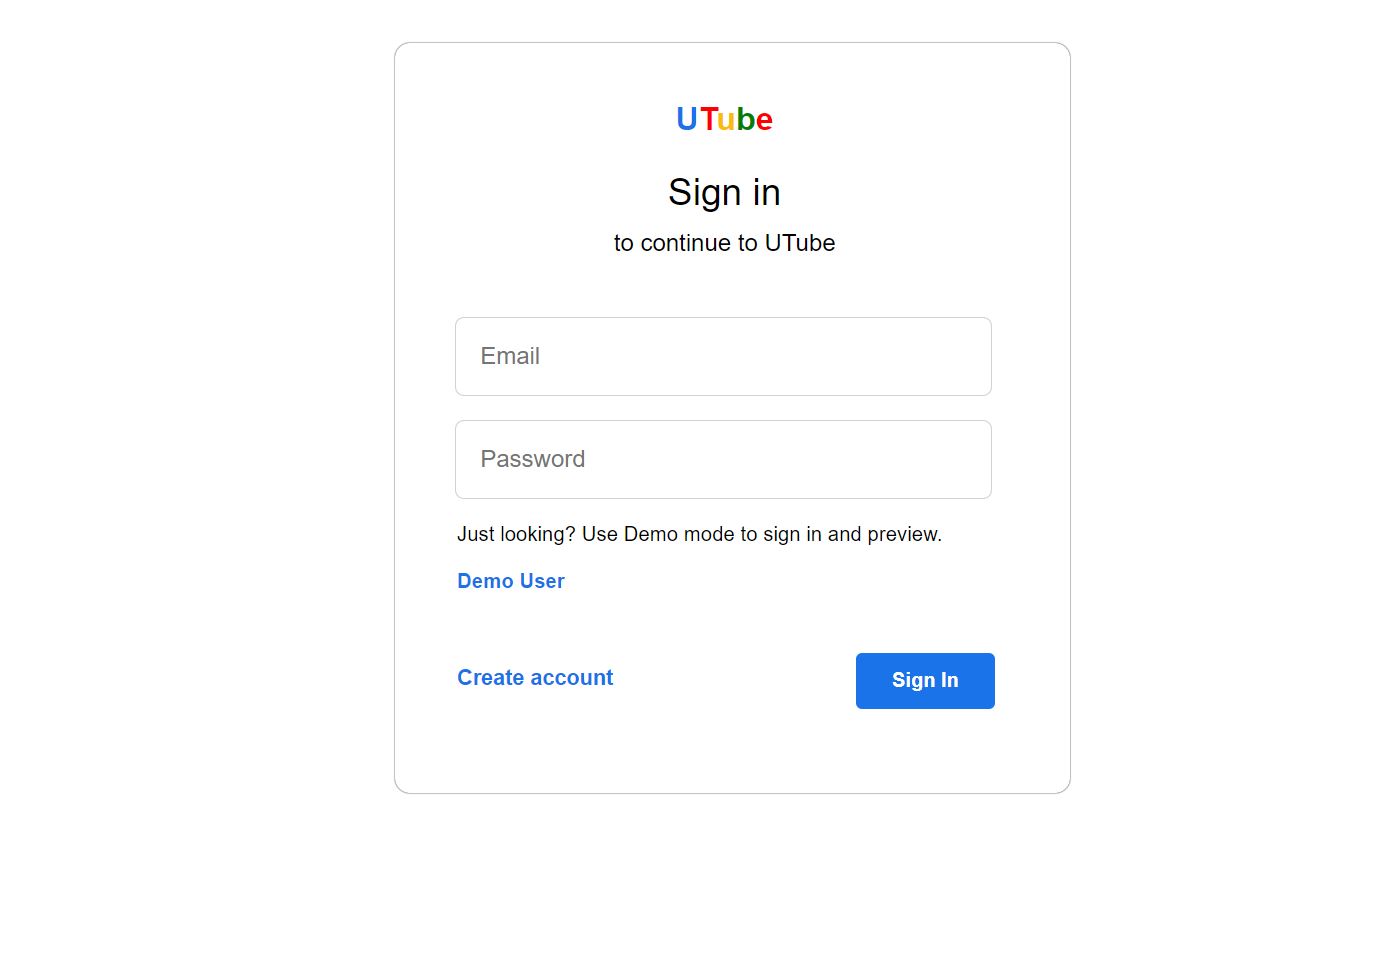 UTube
Sign in
to continue to UTube
Email
Password
Just looking? Use Demo mode to sign in and preview.
Demo User
Create account
Sign In